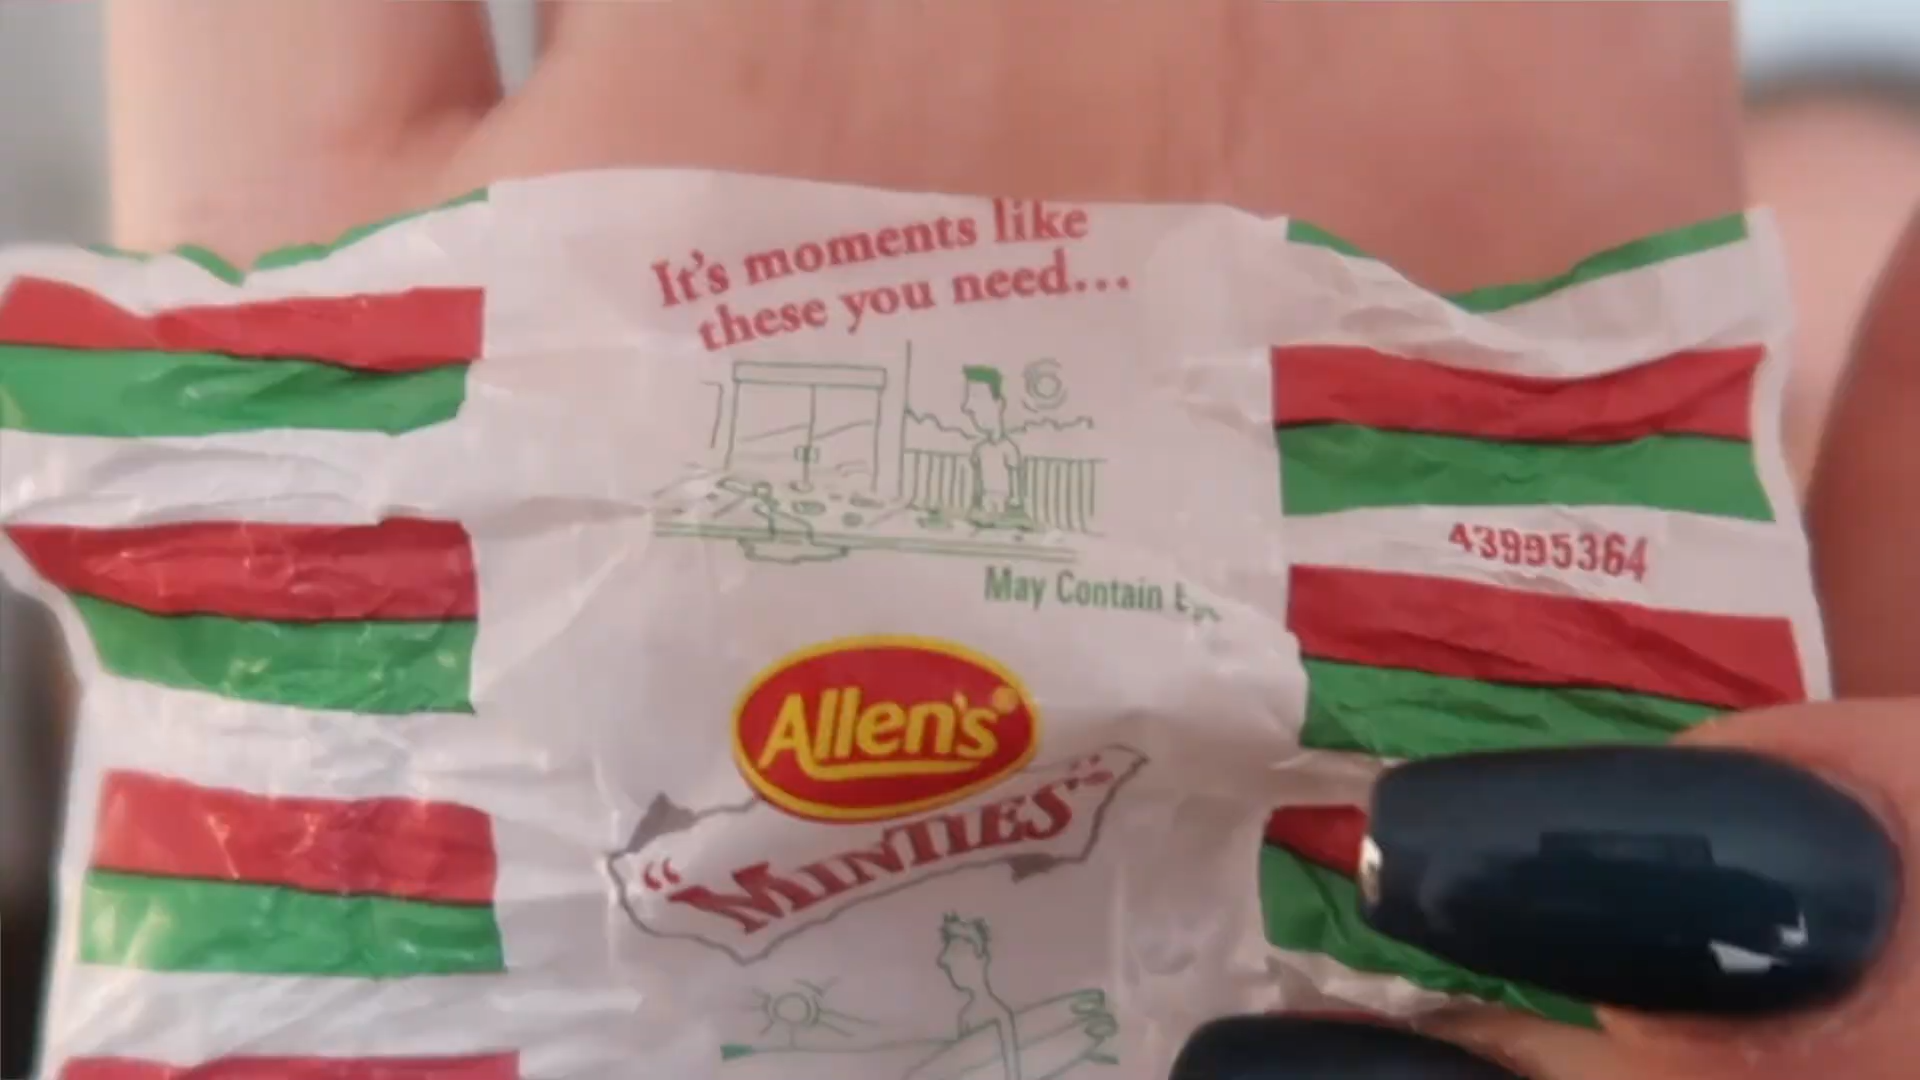 It's moments like
these you need...
43995364
May Contain
Allen's®
"MINTIES"